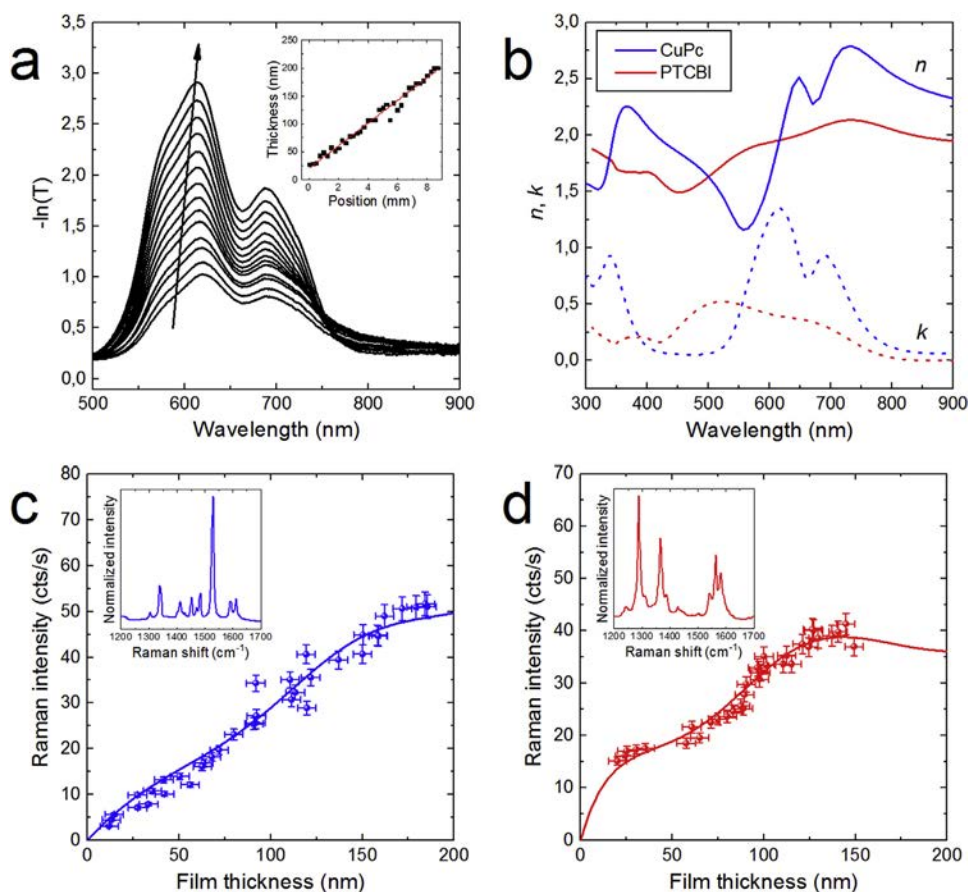 a
3,5
3,0
2,5
2,0
1,5
1,0
0,5
0,0
-ln(T)
500 600 700 800 900
Wavelength (nm)
250
200
150
100
50
0
Thickness (nm)
0 2 4 6 8
Position (mm)
b
3,0
2,5
2,0
1,5
1,0
0,5
0,0
n, k
CuPc
PTCBI
n
k
300 400 500 600 700 800 900
Wavelength (nm)
c
80
70
60
50
40
30
20
10
0
Raman intensity (cts/s)
Normalized intensity
1200 1300 1400 1500 1600 1700
Raman shift (cm⁻¹)
0 50 100 150 200
Film thickness (nm)
d
70
60
50
40
30
20
10
0
Raman intensity (cts/s)
Normalized intensity
1200 1300 1400 1500 1600 1700
Raman shift (cm⁻¹)
0 50 100 150 200
Film thickness (nm)